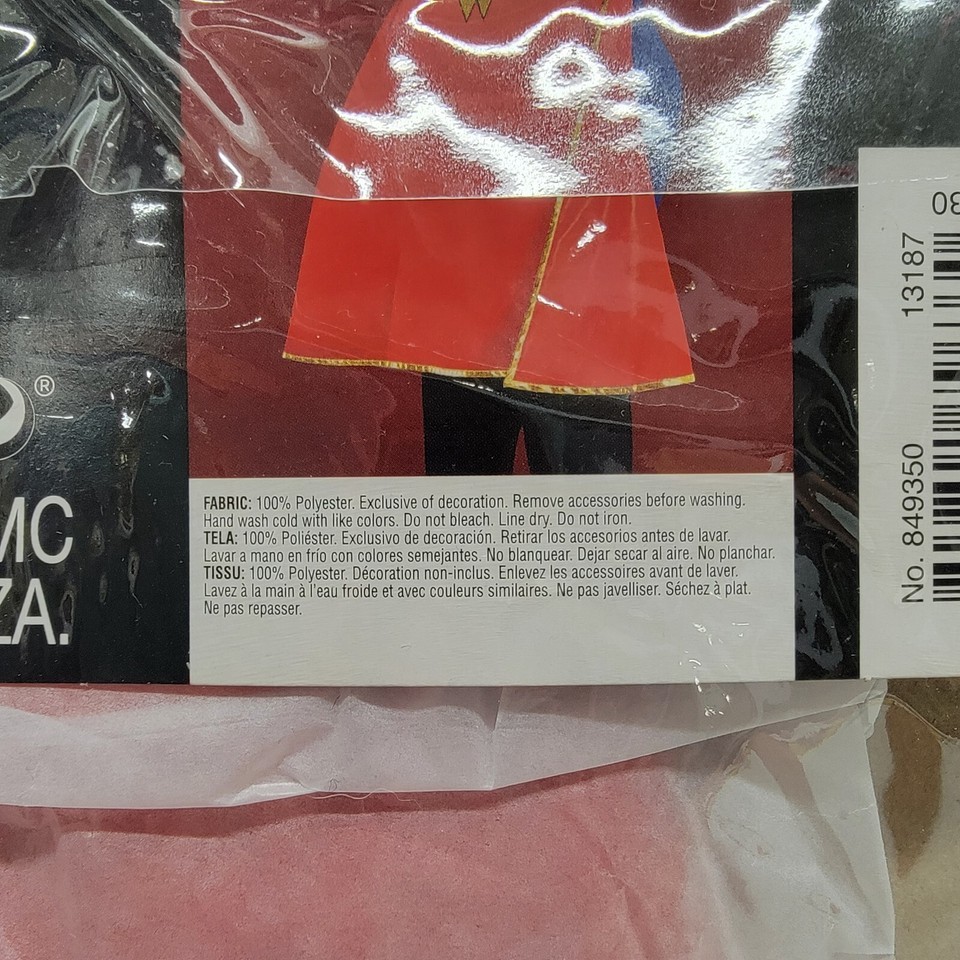 ®
MC
ZA.
FABRIC: 100% Polyester. Exclusive of decoration. Remove accessories before washing.
Hand wash cold with like colors. Do not bleach. Line dry. Do not iron.
TELA: 100% Poliéster. Exclusivo de decoración. Retirar los accesorios antes de lavar.
Lavar a mano en frío con colores semejantes. No blanquear. Dejar secar al aire. No planchar.
TISSU: 100% Polyester. Décoration non-inclus. Enlevez les accessoires avant de laver.
Lavez à la main à l'eau froide et avec couleurs similaires. Ne pas javelliser. Séchez à plat.
Ne pas repasser.
No. 849350
13187